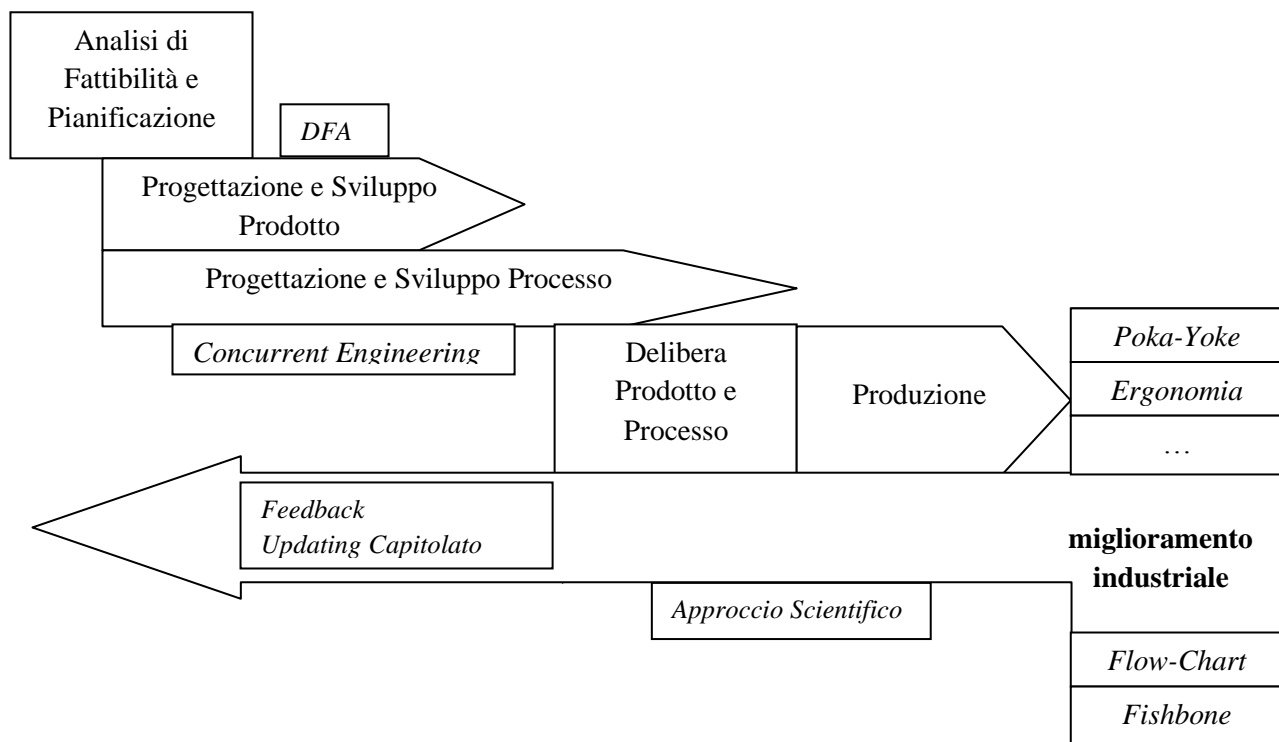 Analisi di
Fattibilità e
Pianificazione
DFA
Progettazione e Sviluppo
Prodotto
Progettazione e Sviluppo Processo
Concurrent Engineering
Delibera
Prodotto e
Processo
Produzione
Poka-Yoke
Ergonomia
…
Feedback
Updating Capitolato
miglioramento
industriale
Approccio Scientifico
Flow-Chart
Fishbone